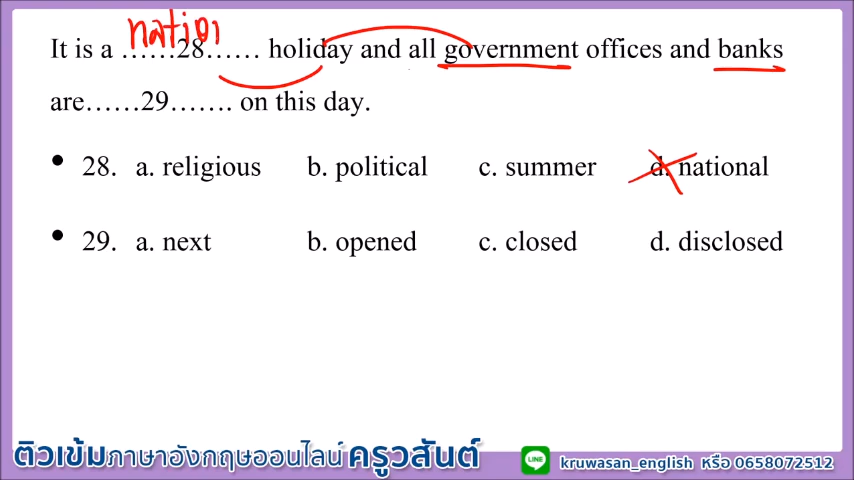 natior
It is a ……28…… holiday and all government offices and banks
are……29……. on this day.
• 28. a. religious b. political c. summer d. national
• 29. a. next b. opened c. closed d. disclosed
ติวเข้มภาษาอังกฤษออนไลน์ ครูวสันต์ LINE kruwasan_english หรือ 0658072512